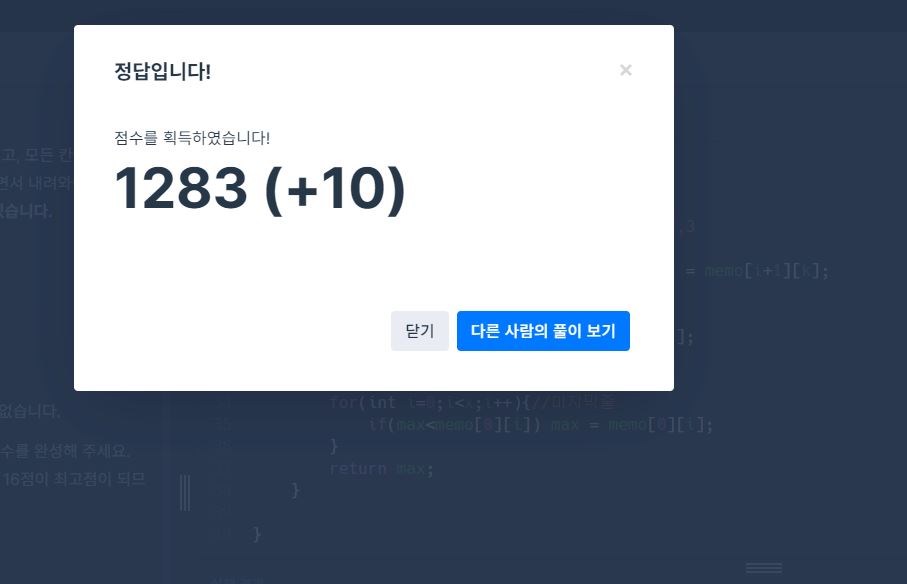 정답입니다!
×
점수를 획득하였습니다!
1283 (+10)
닫기
다른 사람의 풀이 보기
고, 모든 칸
면서 내려와
있습니다.
,3
= memo[i+1][k];
];
없습니다.
수를 완성해 주세요.
16점이 최고점이 되므
34 for(int i=0;i<x;i++){//마지막줄
35 if(max<memo[0][i]) max = memo[0][i];
}
return max;
}
}